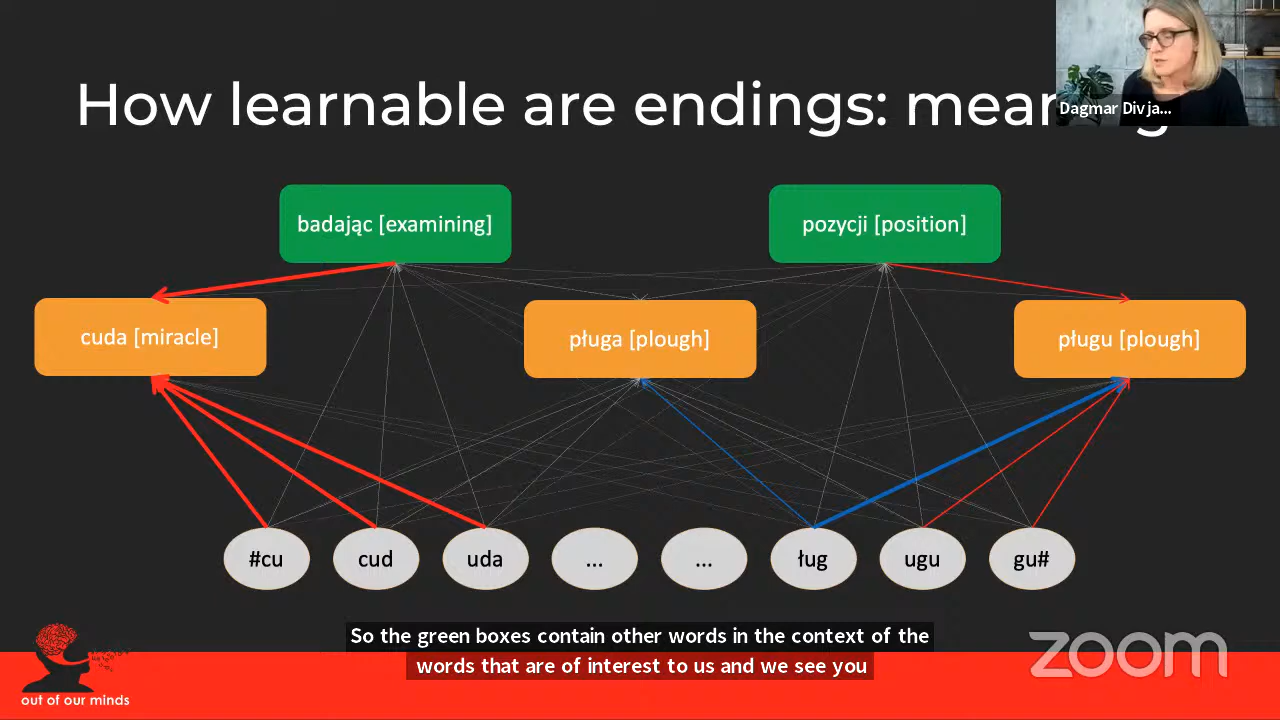 How learnable are endings: mean g
Dagmar Divja...
badając [examining]
pozycji [position]
cuda [miracle]
pługa [plough]
pługu [plough]
#cu
cud
uda
...
...
ług
ugu
gu#
So the green boxes contain other words in the context of the
words that are of interest to us and we see you
zoom
out of our minds